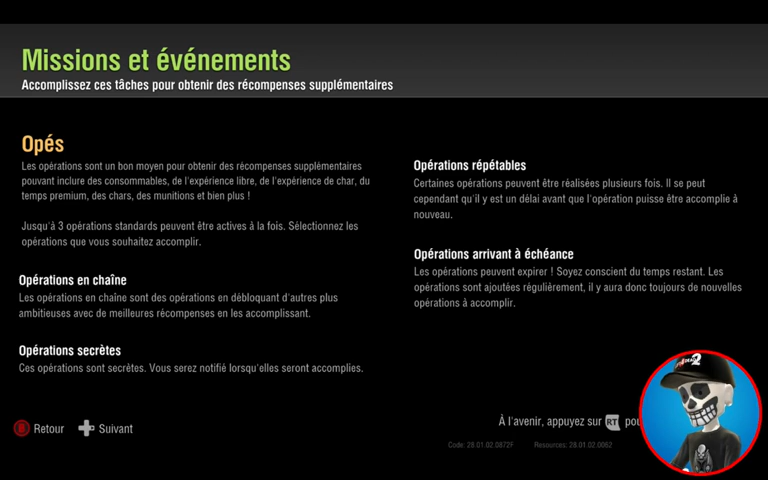 Missions et événements
Accomplissez ces tâches pour obtenir des récompenses supplémentaires
Opés
Les opérations sont un bon moyen pour obtenir des récompenses supplémentaires
pouvant inclure des consommables, de l'expérience libre, de l'expérience de char, du
temps premium, des chars, des munitions et bien plus !
Jusqu'à 3 opérations standards peuvent être actives à la fois. Sélectionnez les
opérations que vous souhaitez accomplir.
Opérations en chaîne
Les opérations en chaîne sont des opérations en débloquant d'autres plus
ambitieuses avec de meilleures récompenses en les accomplissant.
Opérations secrètes
Ces opérations sont secrètes. Vous serez notifié lorsqu'elles seront accomplies.
Opérations répétables
Certaines opérations peuvent être réalisées plusieurs fois. Il se peut
cependant qu'il y est un délai avant que l'opération puisse être accomplie à
nouveau.
Opérations arrivant à échéance
Les opérations peuvent expirer ! Soyez conscient du temps restant. Les
opérations sont ajoutées régulièrement, il y aura donc toujours de nouvelles
opérations à accomplir.
Retour
Suivant
À l'avenir, appuyez sur RT pou
Code: 28.01.02.0872F Resources: 28.01.02.0062
2